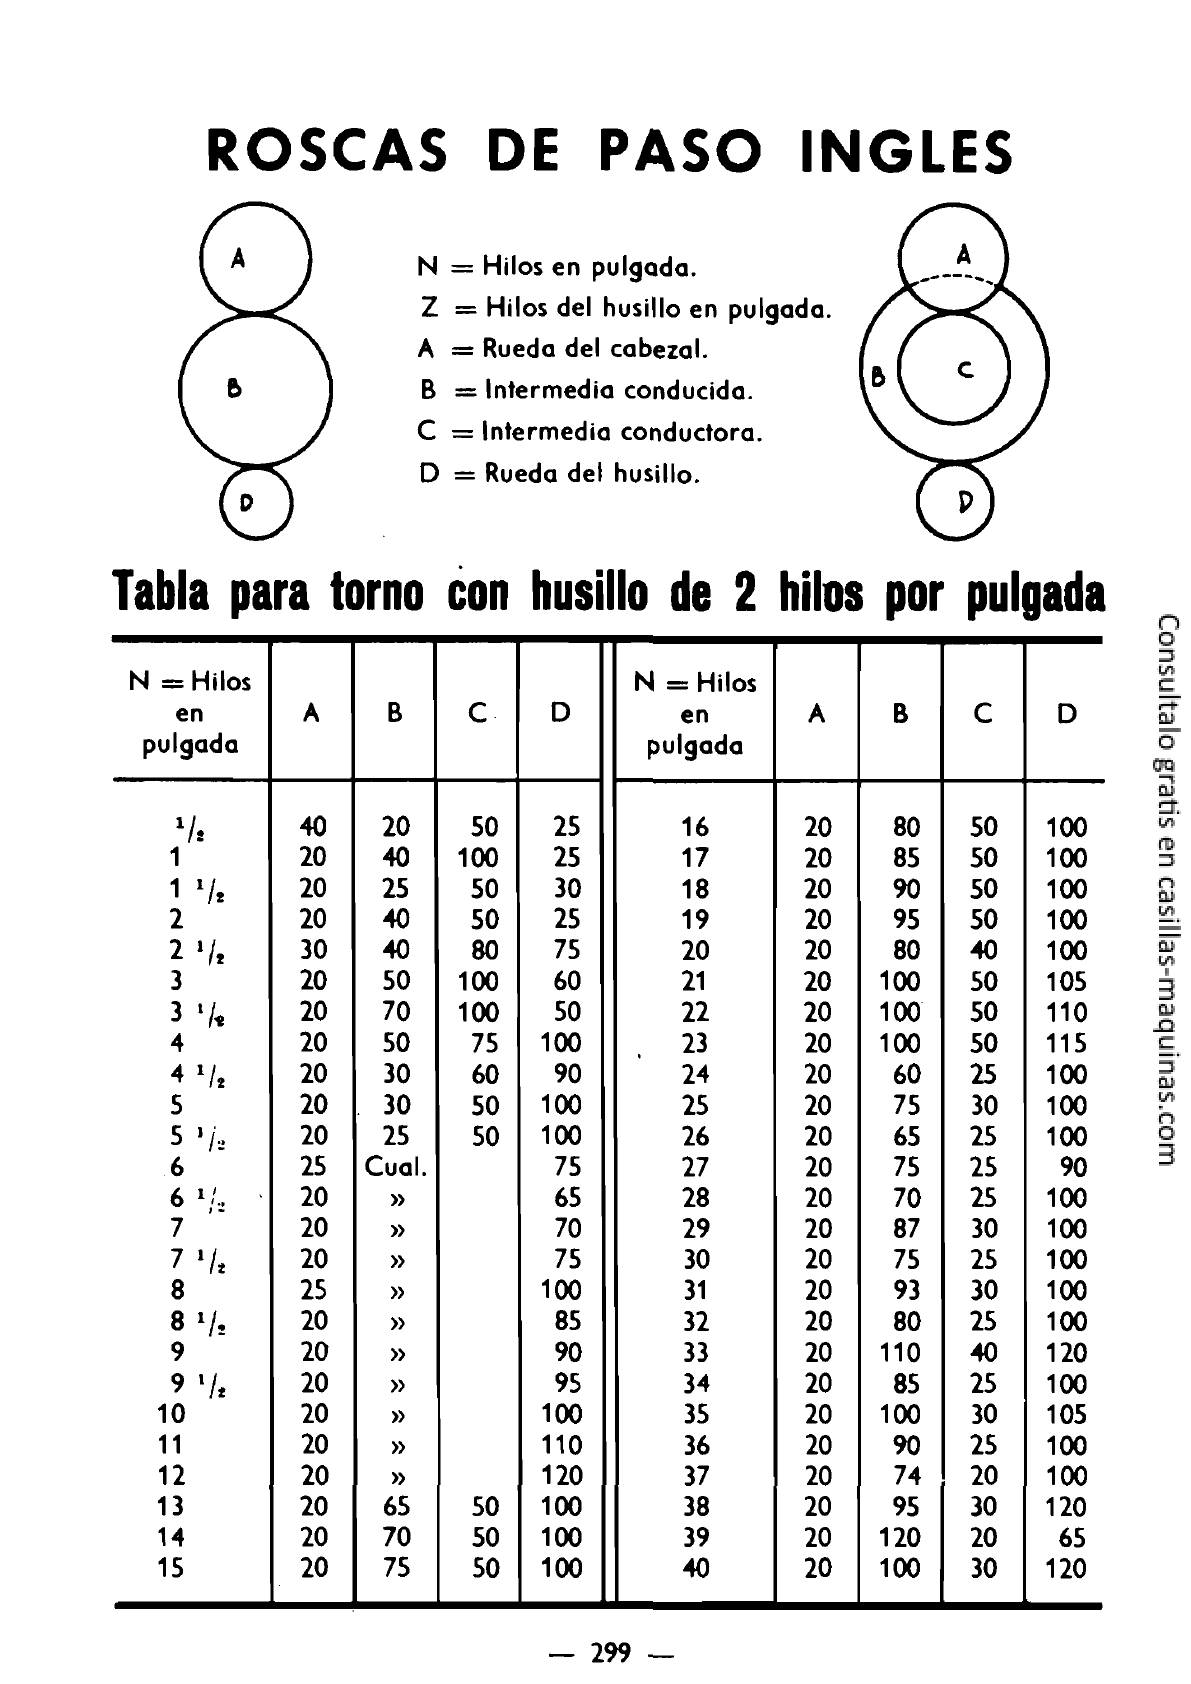 ROSCAS DE PASO INGLES
A
B
D
N = Hilos en pulgada.
Z = Hilos del husillo en pulgada.
A = Rueda del cabezal.
B = Intermedia conducida.
C = Intermedia conductora.
D = Rueda del husillo.
A
B
C
D
Tabla para torno con husillo de 2 hilos por pulgada
N = Hilos en pulgada A B C D N = Hilos en pulgada A B C D
1/2 40 20 50 25 16 20 80 50 100
1 20 40 100 25 17 20 85 50 100
1 1/2 20 25 50 30 18 20 90 50 100
2 20 40 50 25 19 20 95 50 100
2 1/2 30 40 80 75 20 20 80 40 100
3 20 50 100 60 21 20 100 50 105
3 1/2 20 70 100 50 22 20 100 50 110
4 20 50 75 100 23 20 100 50 115
4 1/2 20 30 60 90 24 20 60 25 100
5 20 30 50 100 25 20 75 30 100
5 1/2 20 25 50 100 26 20 65 25 100
6 25 Cual. 75 27 20 75 25 90
6 1/2 20 » 65 28 20 70 25 100
7 20 » 70 29 20 87 30 100
7 1/2 20 » 75 30 20 75 25 100
8 25 » 100 31 20 93 30 100
8 1/2 20 » 85 32 20 80 25 100
9 20 » 90 33 20 110 40 120
9 1/2 20 » 95 34 20 85 25 100
10 20 » 100 35 20 100 30 105
11 20 » 110 36 20 90 25 100
12 20 » 120 37 20 74 20 100
13 20 65 50 100 38 20 95 30 120
14 20 70 50 100 39 20 120 20 65
15 20 75 50 100 40 20 100 30 120
— 299 —
Consultalo gratis en casillas-maquinas.com